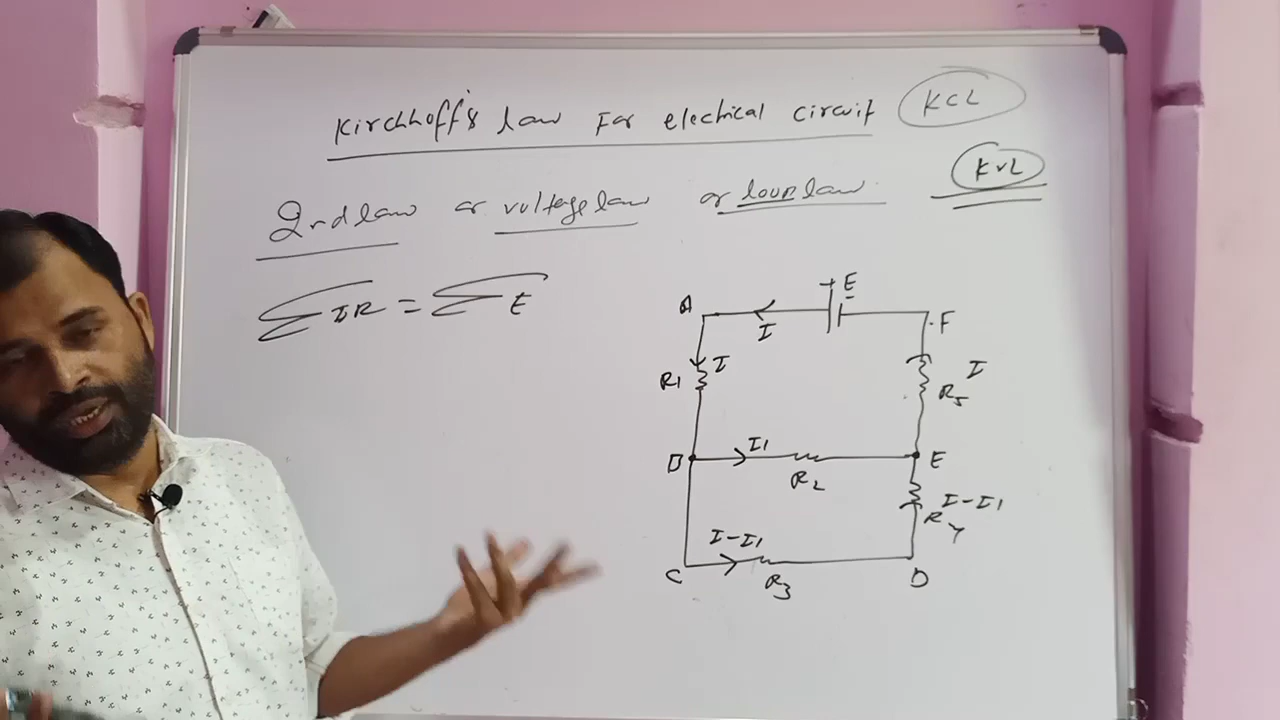 Kirchhoff's law For electrical circuit KCL
2nd law or voltage law or loop law. KVL
ΣIR = ΣE
+ E -
A I F
R1 I I R5
B I1 R2 E
I-I1 R4
I-I1
C R3 D